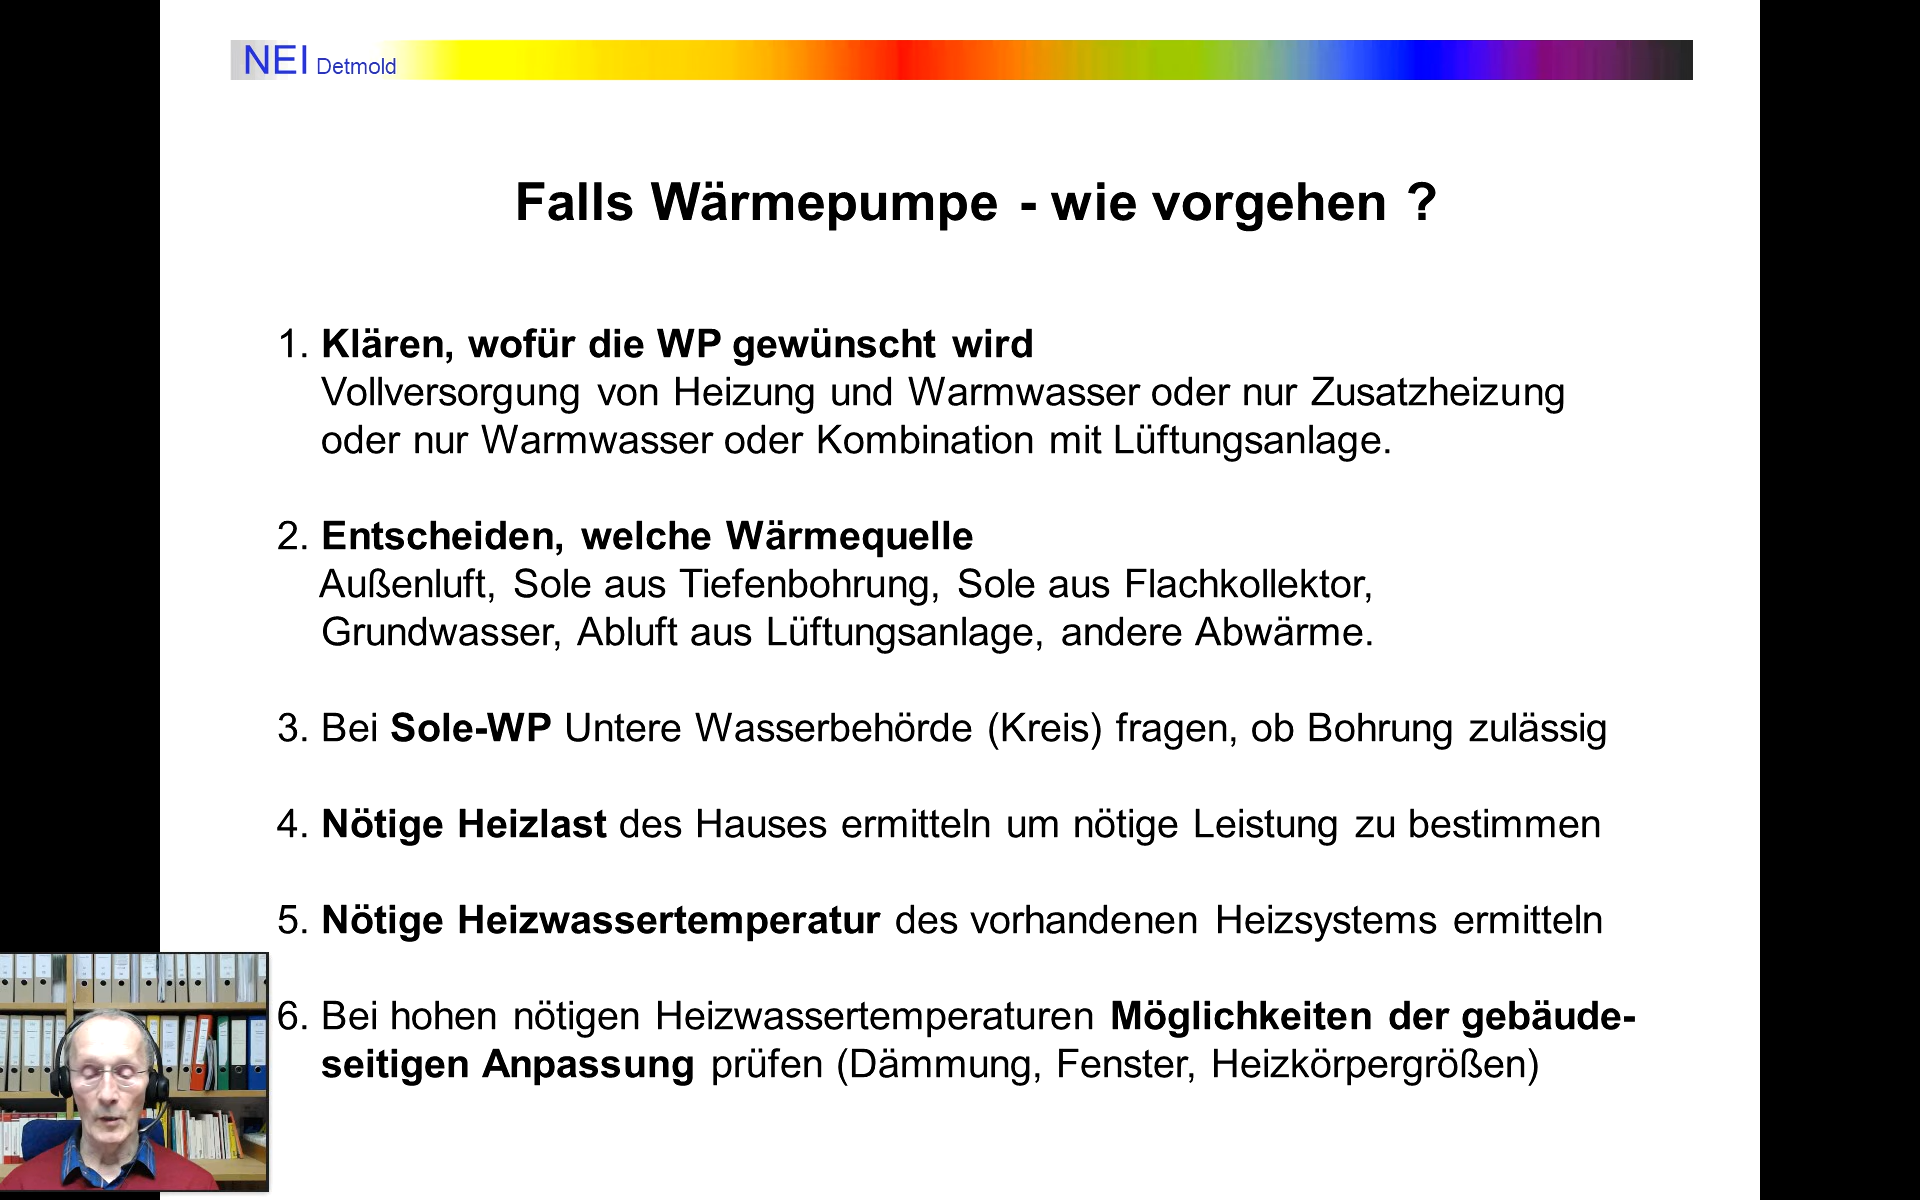 NEI Detmold
Falls Wärmepumpe - wie vorgehen ?
1. Klären, wofür die WP gewünscht wird
Vollversorgung von Heizung und Warmwasser oder nur Zusatzheizung
oder nur Warmwasser oder Kombination mit Lüftungsanlage.
2. Entscheiden, welche Wärmequelle
Außenluft, Sole aus Tiefenbohrung, Sole aus Flachkollektor,
Grundwasser, Abluft aus Lüftungsanlage, andere Abwärme.
3. Bei Sole-WP Untere Wasserbehörde (Kreis) fragen, ob Bohrung zulässig
4. Nötige Heizlast des Hauses ermitteln um nötige Leistung zu bestimmen
5. Nötige Heizwassertemperatur des vorhandenen Heizsystems ermitteln
6. Bei hohen nötigen Heizwassertemperaturen Möglichkeiten der gebäude-
seitigen Anpassung prüfen (Dämmung, Fenster, Heizkörpergrößen)